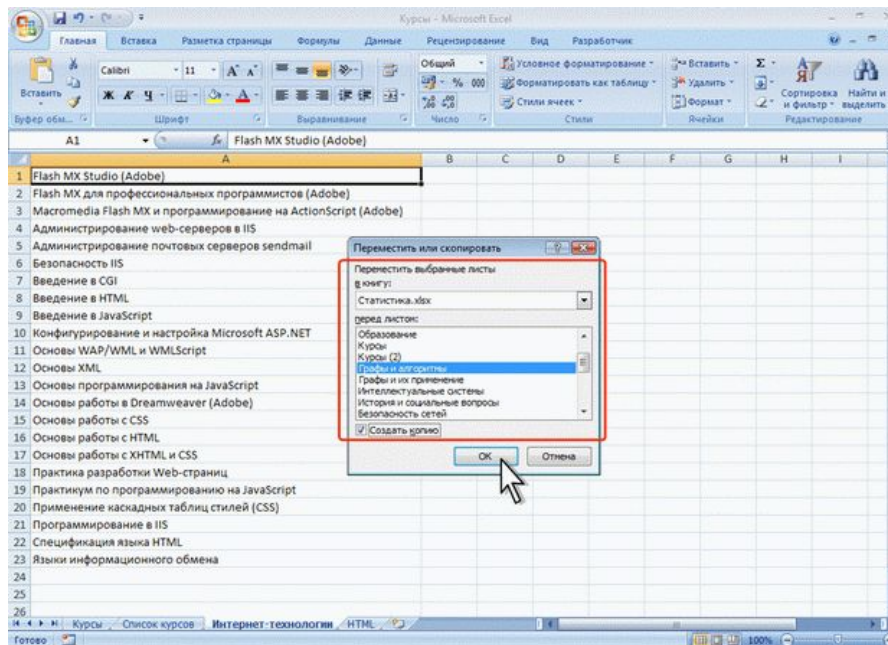 Курсы - Microsoft Excel
Главная Вставка Разметка страницы Формулы Данные Рецензирование Вид Разработчик
Вставить
Calibri 11 A A
Ж К Ч
Общий
% 000
Условное форматирование
Форматировать как таблицу
Стили ячеек
Вставить
Удалить
Формат
Σ
Сортировка и фильтр
Найти и выделить
Буфер обм... Шрифт Выравнивание Число Стили Ячейки Редактирование
A1 fx Flash MX Studio (Adobe)
A B C D E F G H I
1 Flash MX Studio (Adobe)
2 Flash MX для профессиональных программистов (Adobe)
3 Macromedia Flash MX и программирование на ActionScript (Adobe)
4 Администрирование web-серверов в IIS
5 Администрирование почтовых серверов sendmail
6 Безопасность IIS
7 Введение в CGI
8 Введение в HTML
9 Введение в JavaScript
10 Конфигурирование и настройка Microsoft ASP.NET
11 Основы WAP/WML и WMLScript
12 Основы XML
13 Основы программирования на JavaScript
14 Основы работы в Dreamweaver (Adobe)
15 Основы работы с CSS
16 Основы работы с HTML
17 Основы работы с XHTML и CSS
18 Практика разработки Web-страниц
19 Практикум по программированию на JavaScript
20 Применение каскадных таблиц стилей (CSS)
21 Программирование в IIS
22 Спецификация языка HTML
23 Языки информационного обмена
24
25
26
Переместить или скопировать
Переместить выбранные листы
в книгу:
Статистика.xlsx
перед листом:
Образование
Курсы
Курсы (2)
Графы и алгоритмы
Графы и их применение
Интеллектуальные системы
История и социальные вопросы
Безопасность сетей
Создать копию
ОК Отмена
Курсы Список курсов Интернет-технологии HTML
Готово 100%